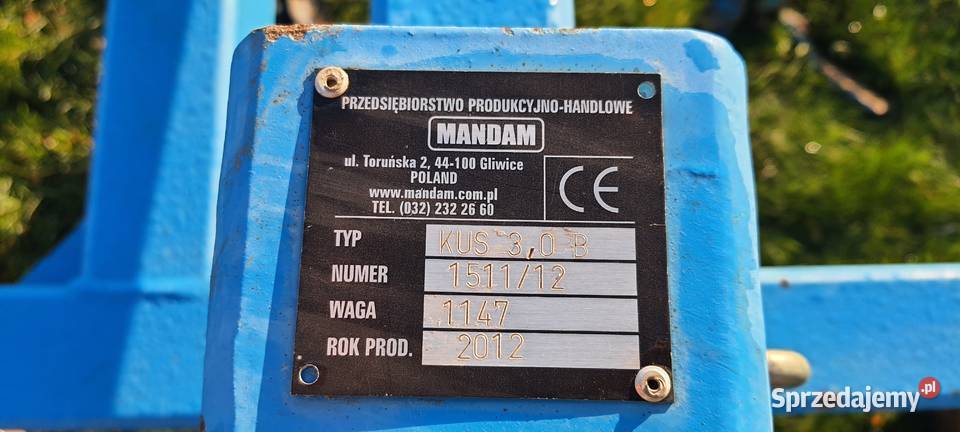 PRZEDSIĘBIORSTWO PRODUKCYJNO-HANDLOWE
MANDAM
ul. Toruńska 2, 44-100 Gliwice
POLAND
www.mandam.com.pl
TEL. (032) 232 26 60
CE
TYP KUS 3,0 B
NUMER 1511/12
WAGA 1147
ROK PROD. 2012
Sprzedajemy.pl